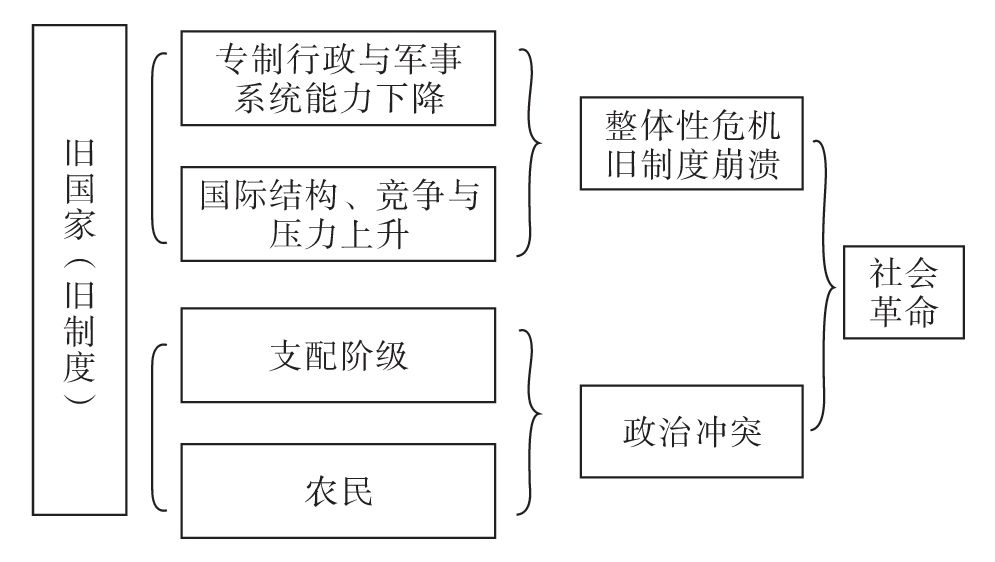 旧国家（旧制度）
专制行政与军事
系统能力下降
国际结构、竞争与
压力上升
支配阶级
农民
整体性危机
旧制度崩溃
政治冲突
社会
革命